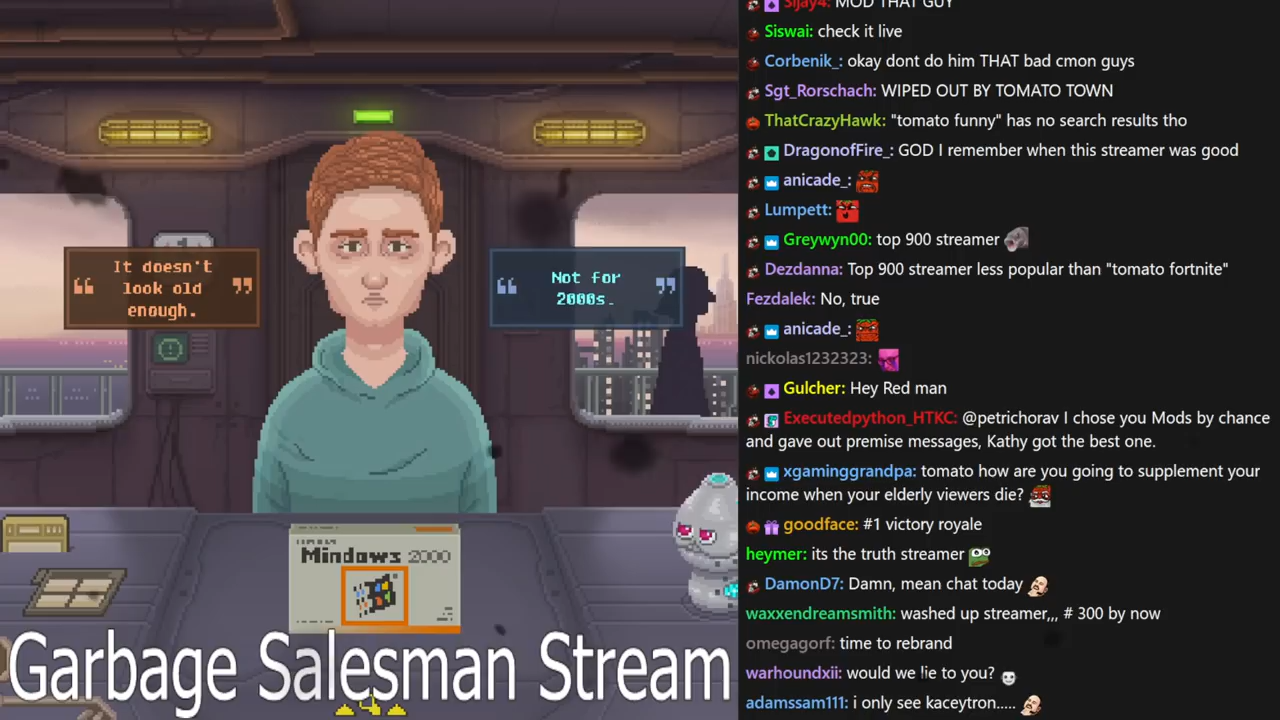 “ It doesn't ”
look old
enough.
“ Not for ”
2000s.
Mindows 2000
Garbage Salesman Stream
Sijay4: MOD THAT GUY
Siswai: check it live
Corbenik_: okay dont do him THAT bad cmon guys
Sgt_Rorschach: WIPED OUT BY TOMATO TOWN
ThatCrazyHawk: "tomato funny" has no search results tho
DragonofFire_: GOD I remember when this streamer was good
anicade_:
Lumpett:
Greywyn00: top 900 streamer
Dezdanna: Top 900 streamer less popular than "tomato fortnite"
Fezdalek: No, true
anicade_:
nickolas1232323:
Gulcher: Hey Red man
Executedpython_HTKC: @petrichorav I chose you Mods by chance
and gave out premise messages, Kathy got the best one.
xgaminggrandpa: tomato how are you going to supplement your
income when your elderly viewers die?
goodface: #1 victory royale
heymer: its the truth streamer
DamonD7: Damn, mean chat today
waxxendreamsmith: washed up streamer,,, # 300 by now
omegagorf: time to rebrand
warhoundxii: would we lie to you?
adamssam111: i only see kaceytron.....